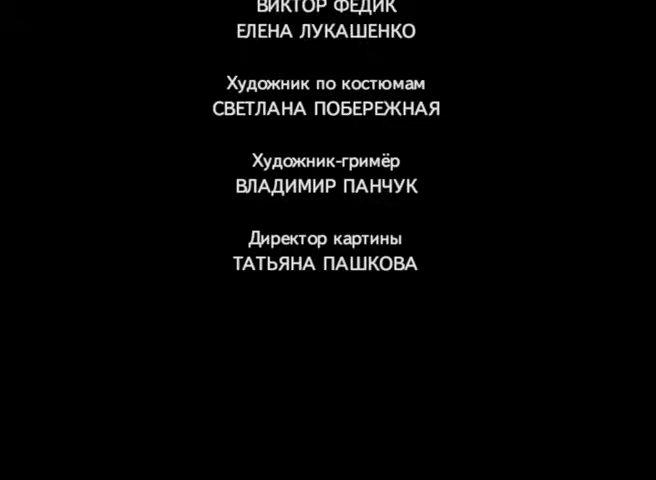 ВИКТОР ФЕДИК
ЕЛЕНА ЛУКАШЕНКО
Художник по костюмам
СВЕТЛАНА ПОБЕРЕЖНАЯ
Художник-гримёр
ВЛАДИМИР ПАНЧУК
Директор картины
ТАТЬЯНА ПАШКОВА